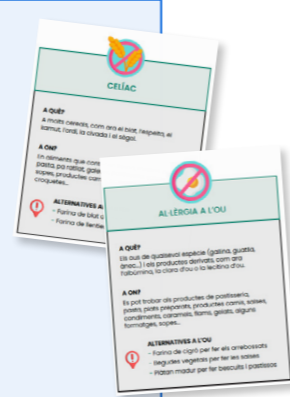 CELÍAC
A QUÈ?
A molts cereals, com ara el blat, l'espelta, el
kamut, l'ordi, la civada i el sègol.
A ON?
En aliments que
pasta, pa ratllat,
sopes, productes
croquetes...
ALTERNATIVES A
- Farina de blat
- Farina de
AL·LÈRGIA A L'OU
A QUÈ?
Els ous de qualsevol espècie (gallina, guatlla,
ànec...) i els productes derivats, com ara
l'albúmina, la clara d'ou o la lecitina d'ou.
A ON?
Es pot trobar als productes de pastisseria,
pasta, plats preparats, productes carnis, salses,
condiments, caramels, flams, gelats, alguns
formatges, sopes...
ALTERNATIVES A L'OU
- Farina de cigró per fer els arrebossats
- Begudes vegetals per fer les salses
- Plàtan madur per fer bescuits i pastissos